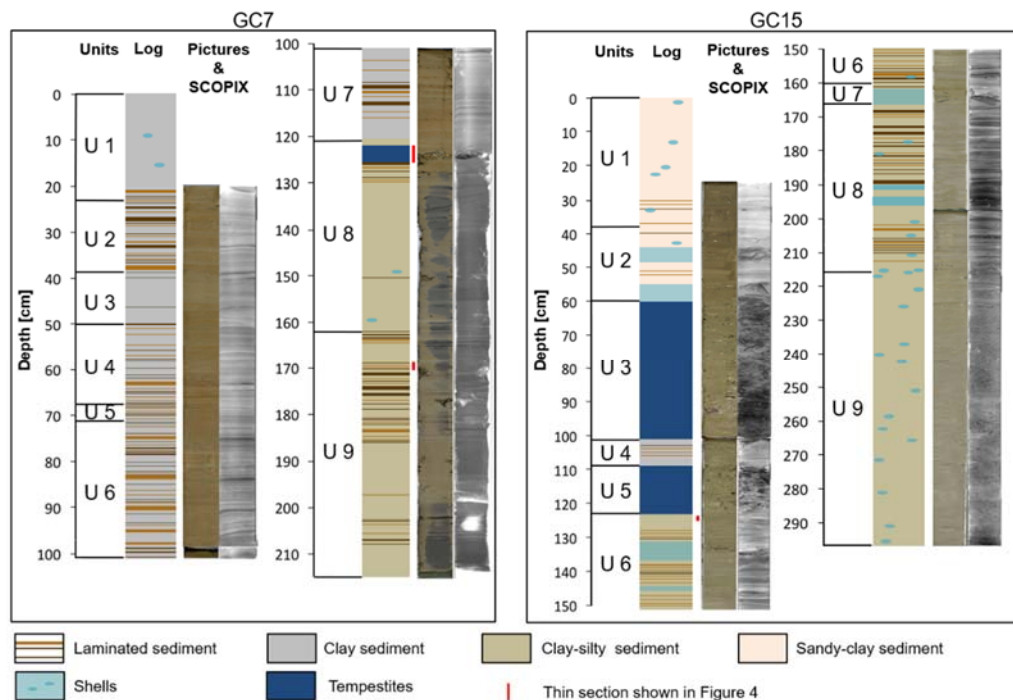 GC7
Units Log Pictures & SCOPIX
Depth [cm]
0
10
20
30
40
50
60
70
80
90
100
U 1
U 2
U 3
U 4
U 5
U 6
100
110
120
130
140
150
160
170
180
190
200
210
U 7
U 8
U 9
GC15
Units Log Pictures & SCOPIX
Depth [cm]
0
10
20
30
40
50
60
70
80
90
100
110
120
130
140
150
U 1
U 2
U 3
U 4
U 5
U 6
150
160
170
180
190
200
210
220
230
240
250
260
270
280
290
U 6
U 7
U 8
U 9
Laminated sediment
Clay sediment
Clay-silty sediment
Sandy-clay sediment
Shells
Tempestites
Thin section shown in Figure 4